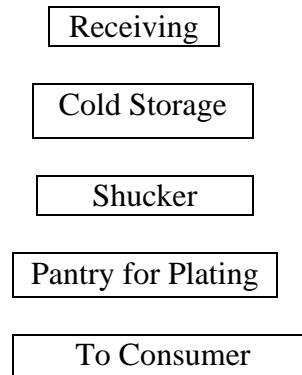 Receiving
Cold Storage
Shucker
Pantry for Plating
To Consumer